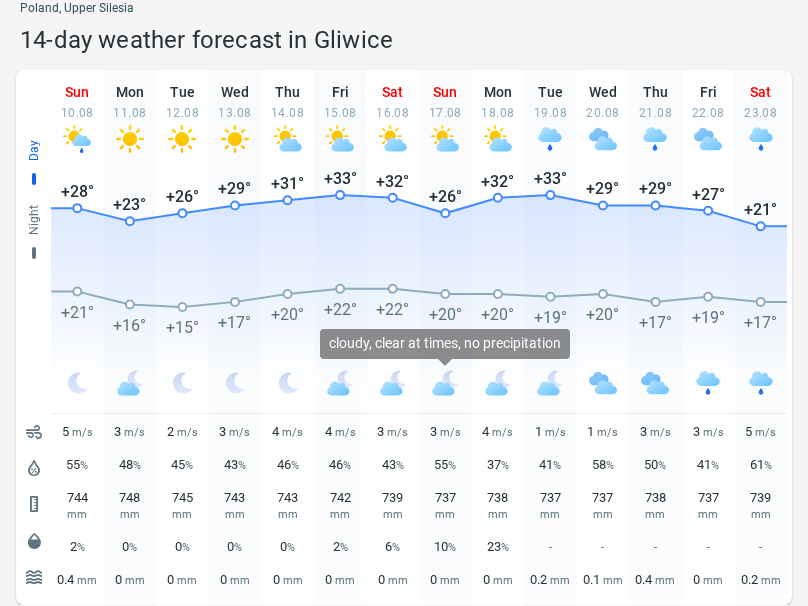 Poland, Upper Silesia
14-day weather forecast in Gliwice
Sun Mon Tue Wed Thu Fri Sat Sun Mon Tue Wed Thu Fri Sat
10.08 11.08 12.08 13.08 14.08 15.08 16.08 17.08 18.08 19.08 20.08 21.08 22.08 23.08
Day
+28° +23° +26° +29° +31° +33° +32° +26° +32° +33° +29° +29° +27° +21°
Night
+21° +16° +15° +17° +20° +22° +22° +20° +20° +19° +20° +17° +19° +17°
cloudy, clear at times, no precipitation
5 m/s 3 m/s 2 m/s 3 m/s 4 m/s 4 m/s 3 m/s 3 m/s 4 m/s 1 m/s 1 m/s 3 m/s 3 m/s 5 m/s
55% 48% 45% 43% 46% 46% 43% 55% 37% 41% 58% 50% 41% 61%
744 748 745 743 743 742 739 737 738 737 737 738 737 739
mm mm mm mm mm mm mm mm mm mm mm mm mm mm
2% 0% 0% 0% 0% 2% 6% 10% 23% - - - - -
0.4 mm 0 mm 0 mm 0 mm 0 mm 0 mm 0 mm 0 mm 0 mm 0.2 mm 0.1 mm 0.4 mm 0 mm 0.2 mm